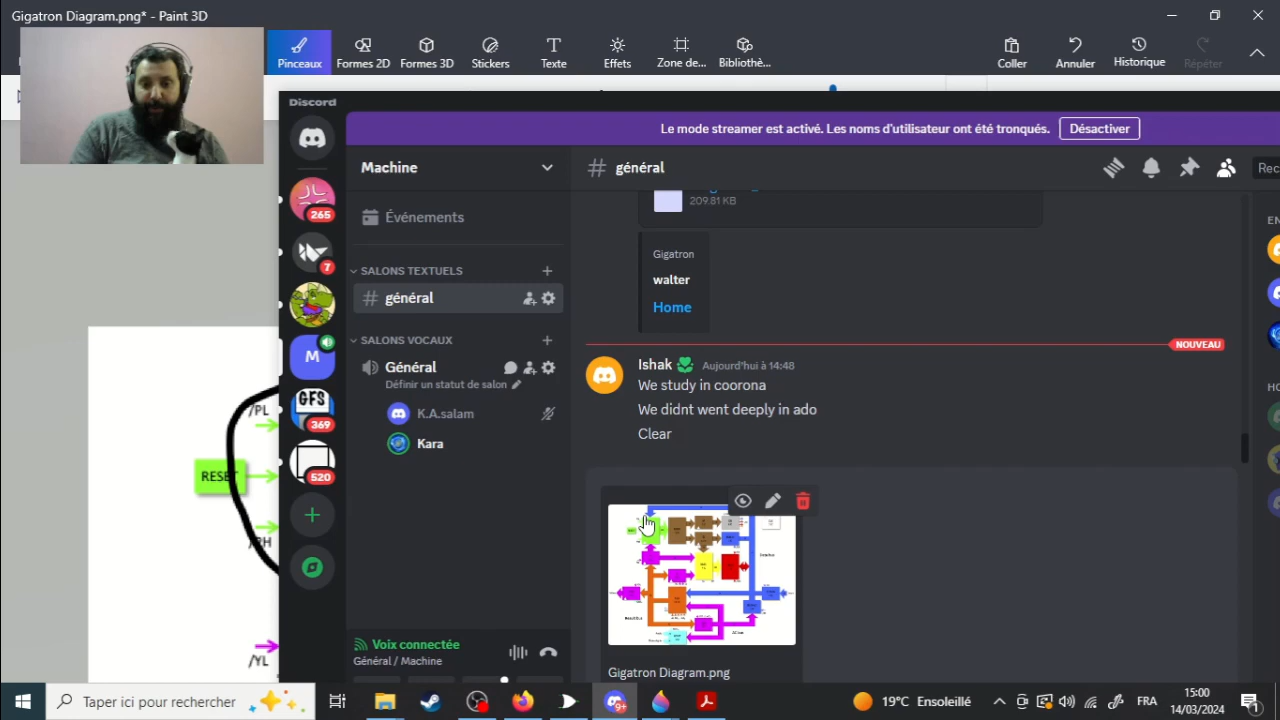 Gigatron Diagram.png* - Paint 3D
Pinceaux
Formes 2D
Formes 3D
Stickers
Texte
Effets
Zone de...
Bibliothè...
Coller
Annuler
Historique
Répéter
Discord
Le mode streamer est activé. Les noms d'utilisateur ont été tronqués.
Désactiver
Machine
général
Rec
Événements
209.81 KB
265
7
Gigatron
walter
Home
SALONS TEXTUELS
général
SALONS VOCAUX
NOUVEAU
M
Général
Définir un statut de salon
Ishak
Aujourd'hui à 14:48
We study in coorona
We didnt went deeply in ado
Clear
GFS
369
K.A.salam
Kara
520
/PL
RESET
/PH
/YL
Voix connectée
Général / Machine
Gigatron Diagram.png
Taper ici pour rechercher
9+
19°C Ensoleillé
FRA
15:00
14/03/2024
1